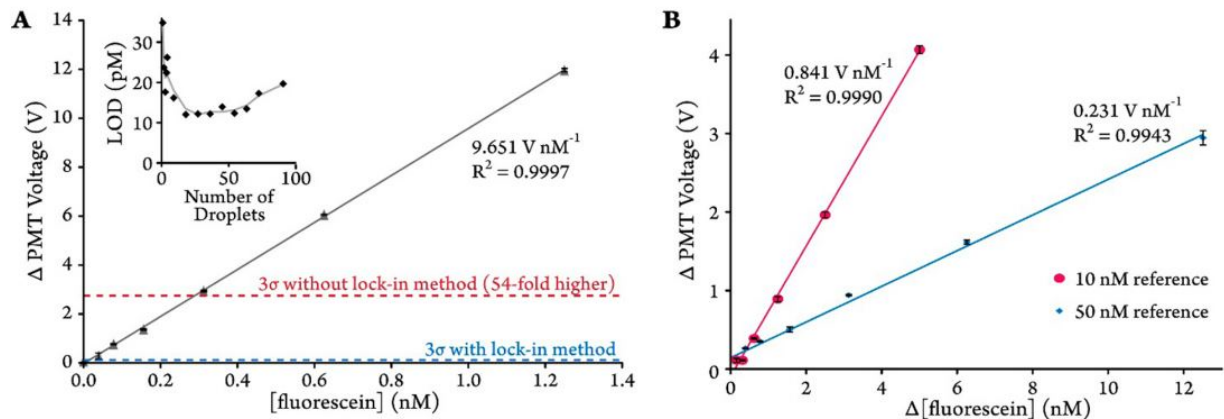 A
14
12
10
8
6
4
2
0
Δ PMT Voltage (V)
0.0 0.2 0.4 0.6 0.8 1.0 1.2 1.4
[fluorescein] (nM)
30
20
10
0
LOD (pM)
0 50 100
Number of
Droplets
9.651 V nM⁻¹
R² = 0.9997
3σ without lock-in method (54-fold higher)
3σ with lock-in method
B
4
3
2
1
0
Δ PMT Voltage (V)
0 2 4 6 8 10 12
Δ[fluorescein] (nM)
0.841 V nM⁻¹
R² = 0.9990
0.231 V nM⁻¹
R² = 0.9943
10 nM reference
50 nM reference